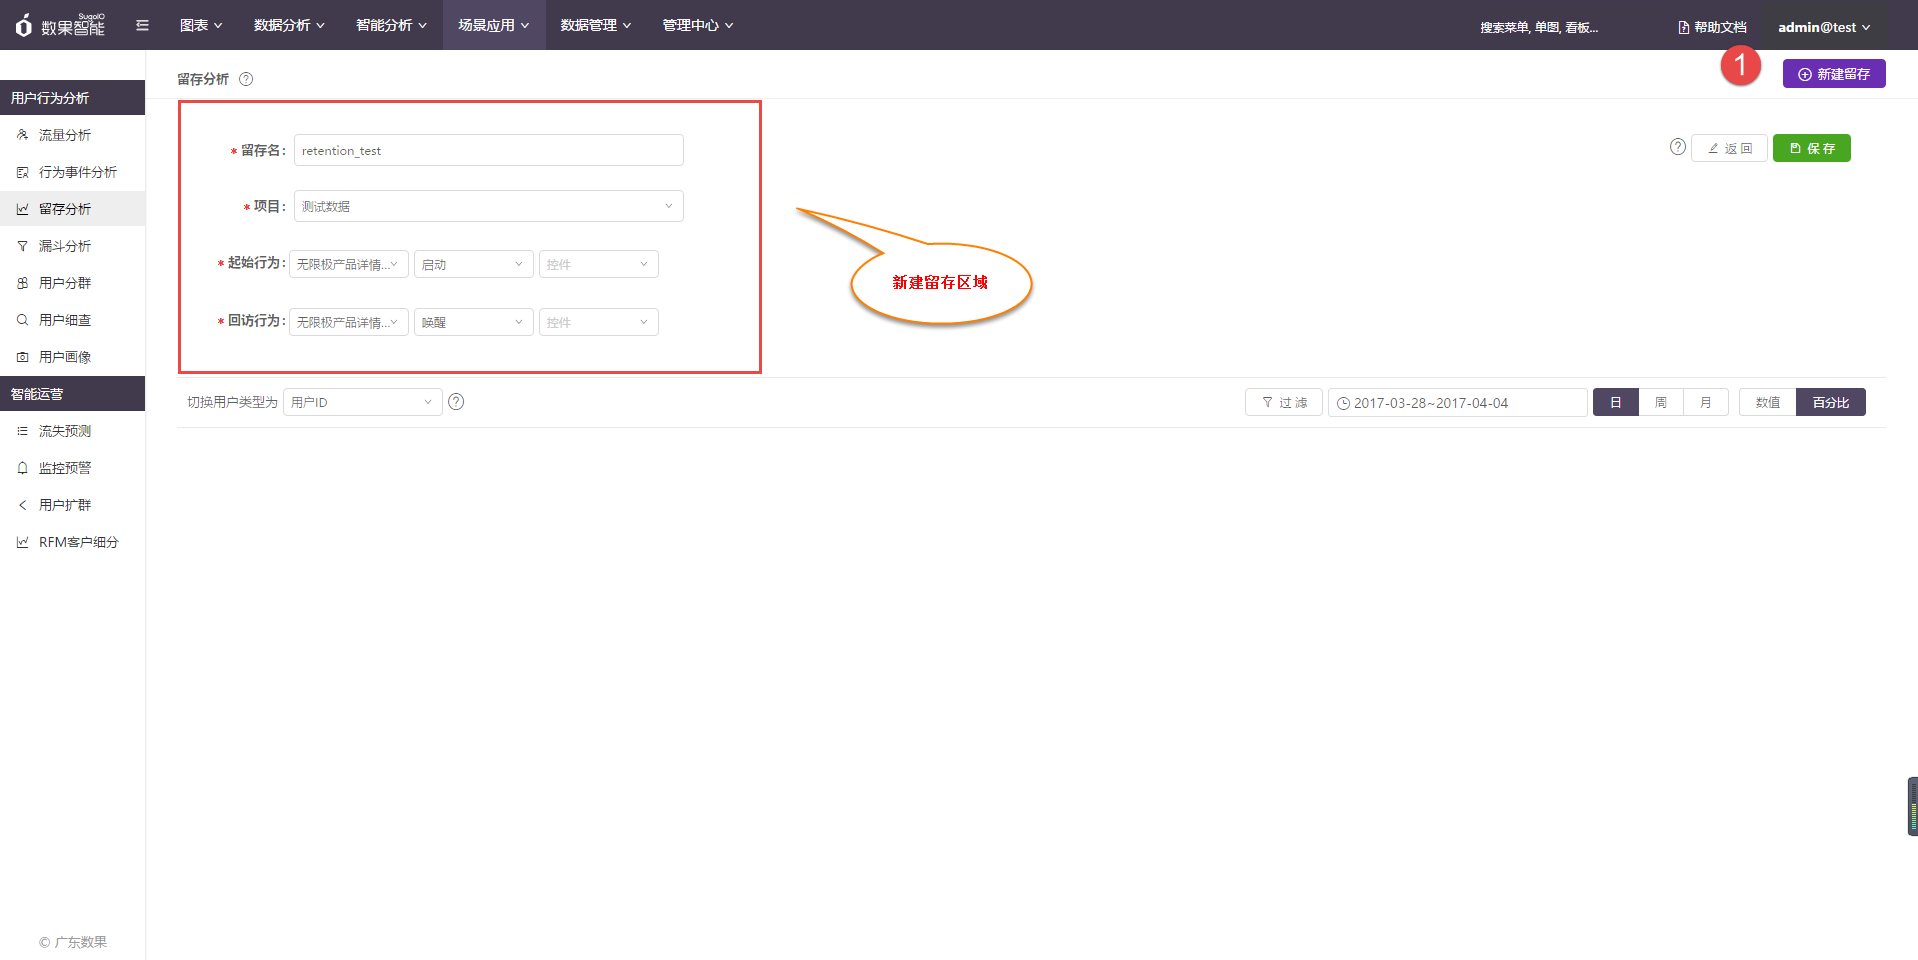 SugoIO
数果智能
图表 数据分析 智能分析 场景应用 数据管理 管理中心 搜索菜单, 单图, 看板... 帮助文档 admin@test
留存分析 ? 1 新建留存
用户行为分析
流量分析
行为事件分析
留存分析
漏斗分析
用户分群
用户细查
用户画像
智能运营
流失预测
监控预警
用户扩群
RFM客户细分
© 广东数果
* 留存名: retention_test ? 返回 保存
* 项目: 测试数据
* 起始行为: 无限极产品详情... 启动 控件
* 回访行为: 无限极产品详情... 唤醒 控件
新建留存区域
切换用户类型为 用户ID ? 过滤 2017-03-28~2017-04-04 日 周 月 数值 百分比